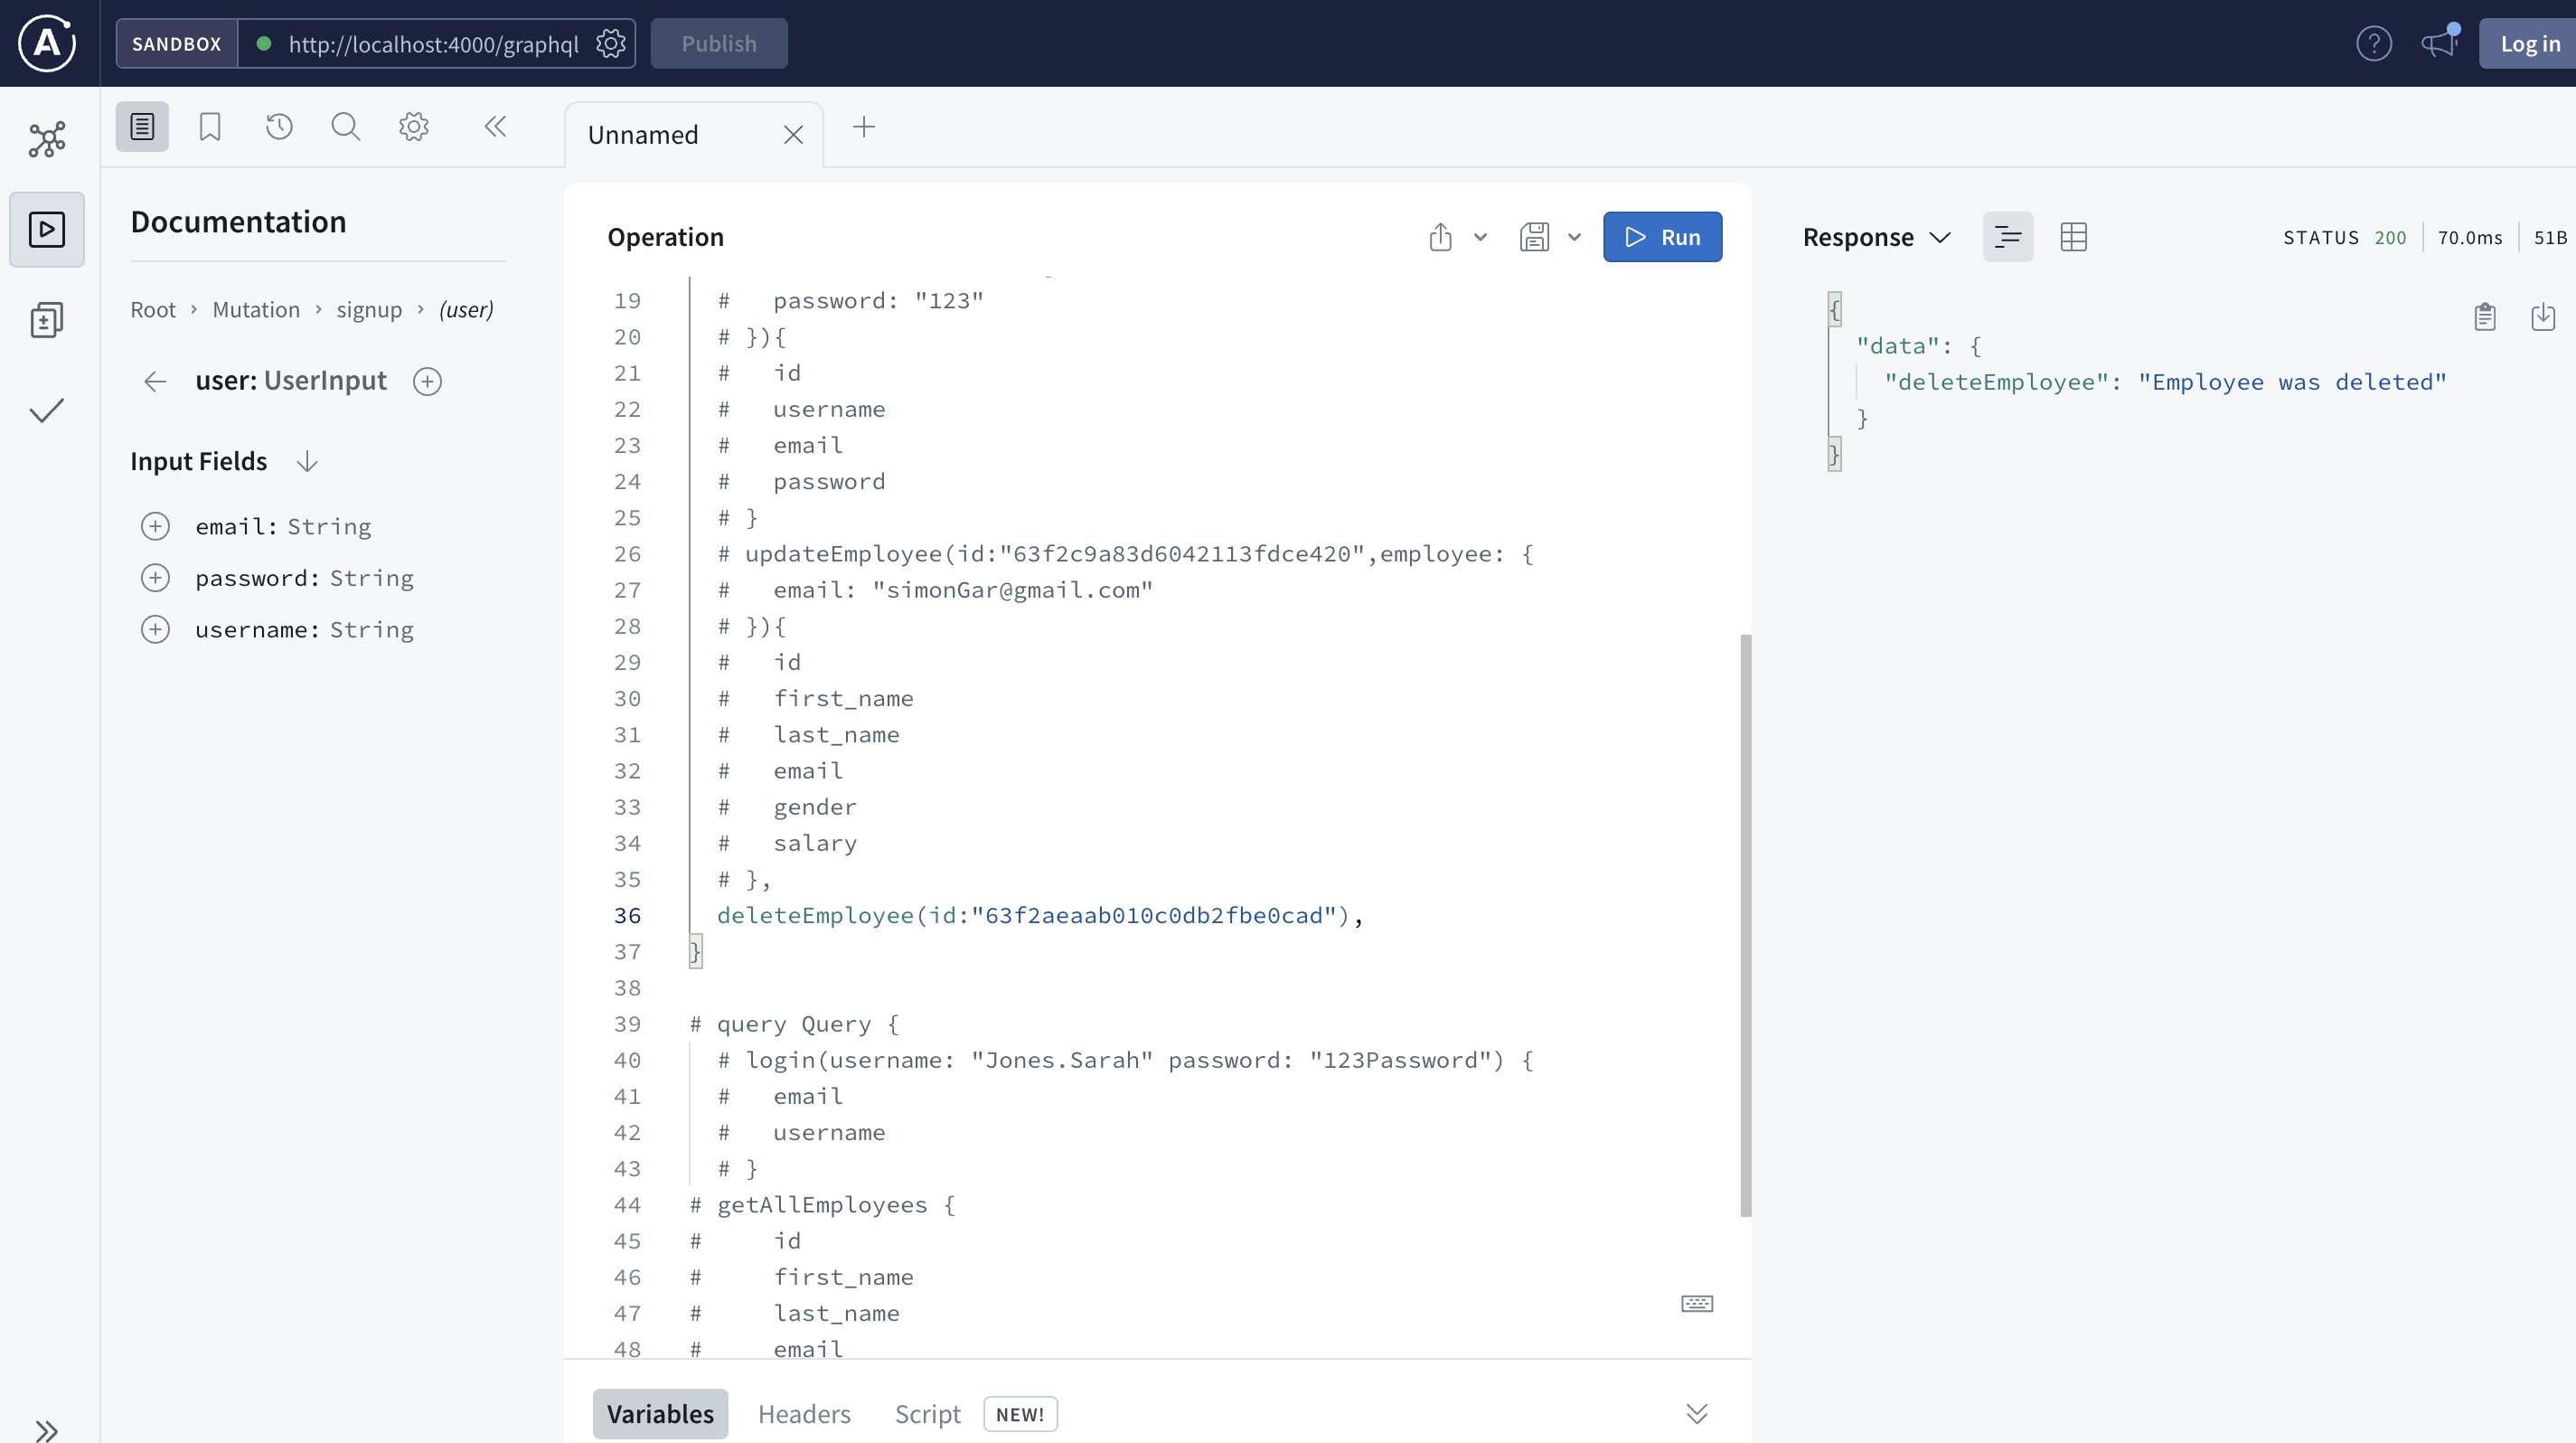 SANDBOX http://localhost:4000/graphql Publish Log in
Unnamed
Documentation
Root › Mutation › signup › (user)
user: UserInput
Input Fields
email: String
password: String
username: String
Operation
Run
19 #   password: "123"
20 # }){
21 #   id
22 #   username
23 #   email
24 #   password
25 # }
26 # updateEmployee(id:"63f2c9a83d6042113fdce420",employee: {
27 #   email: "simonGar@gmail.com"
28 # }){
29 #   id
30 #   first_name
31 #   last_name
32 #   email
33 #   gender
34 #   salary
35 # },
36 deleteEmployee(id:"63f2aeaab010c0db2fbe0cad"),
37 }
38
39 # query Query {
40 # login(username: "Jones.Sarah" password: "123Password") {
41 #   email
42 #   username
43 # }
44 # getAllEmployees {
45 #     id
46 #     first_name
47 #     last_name
48 #     email
Variables Headers Script NEW!
Response STATUS 200 70.0ms 51B
{
"data": {
"deleteEmployee": "Employee was deleted"
}
}